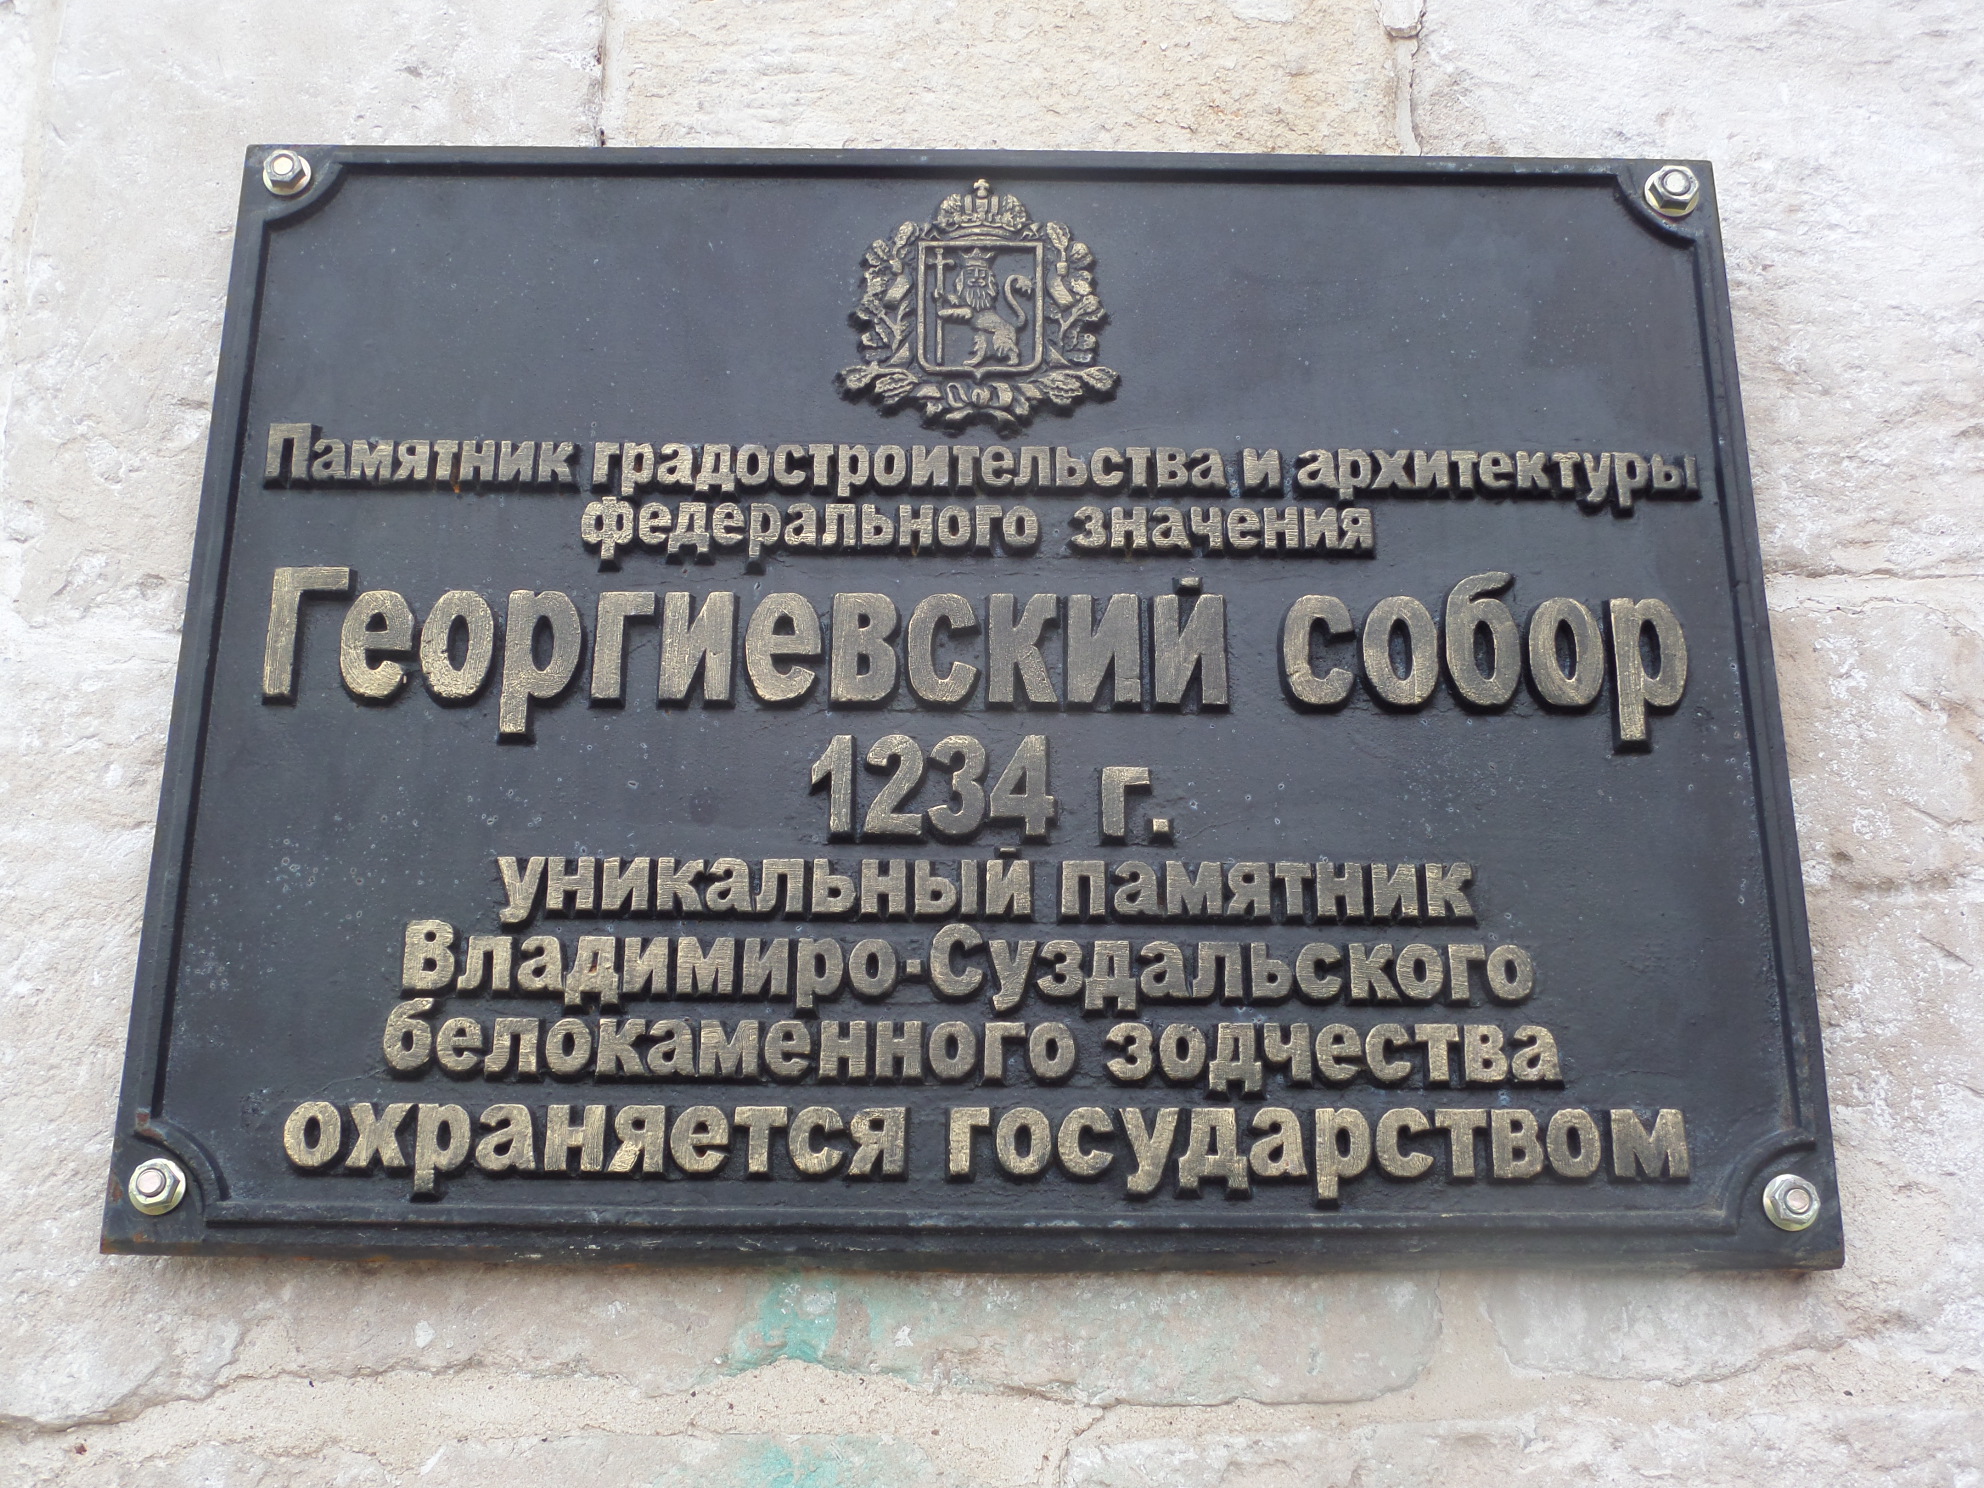 Памятник градостроительства и архитектуры
федерального значения
Георгиевский собор
1234 г.
уникальный памятник
Владимиро-Суздальского
белокаменного зодчества
охраняется государством